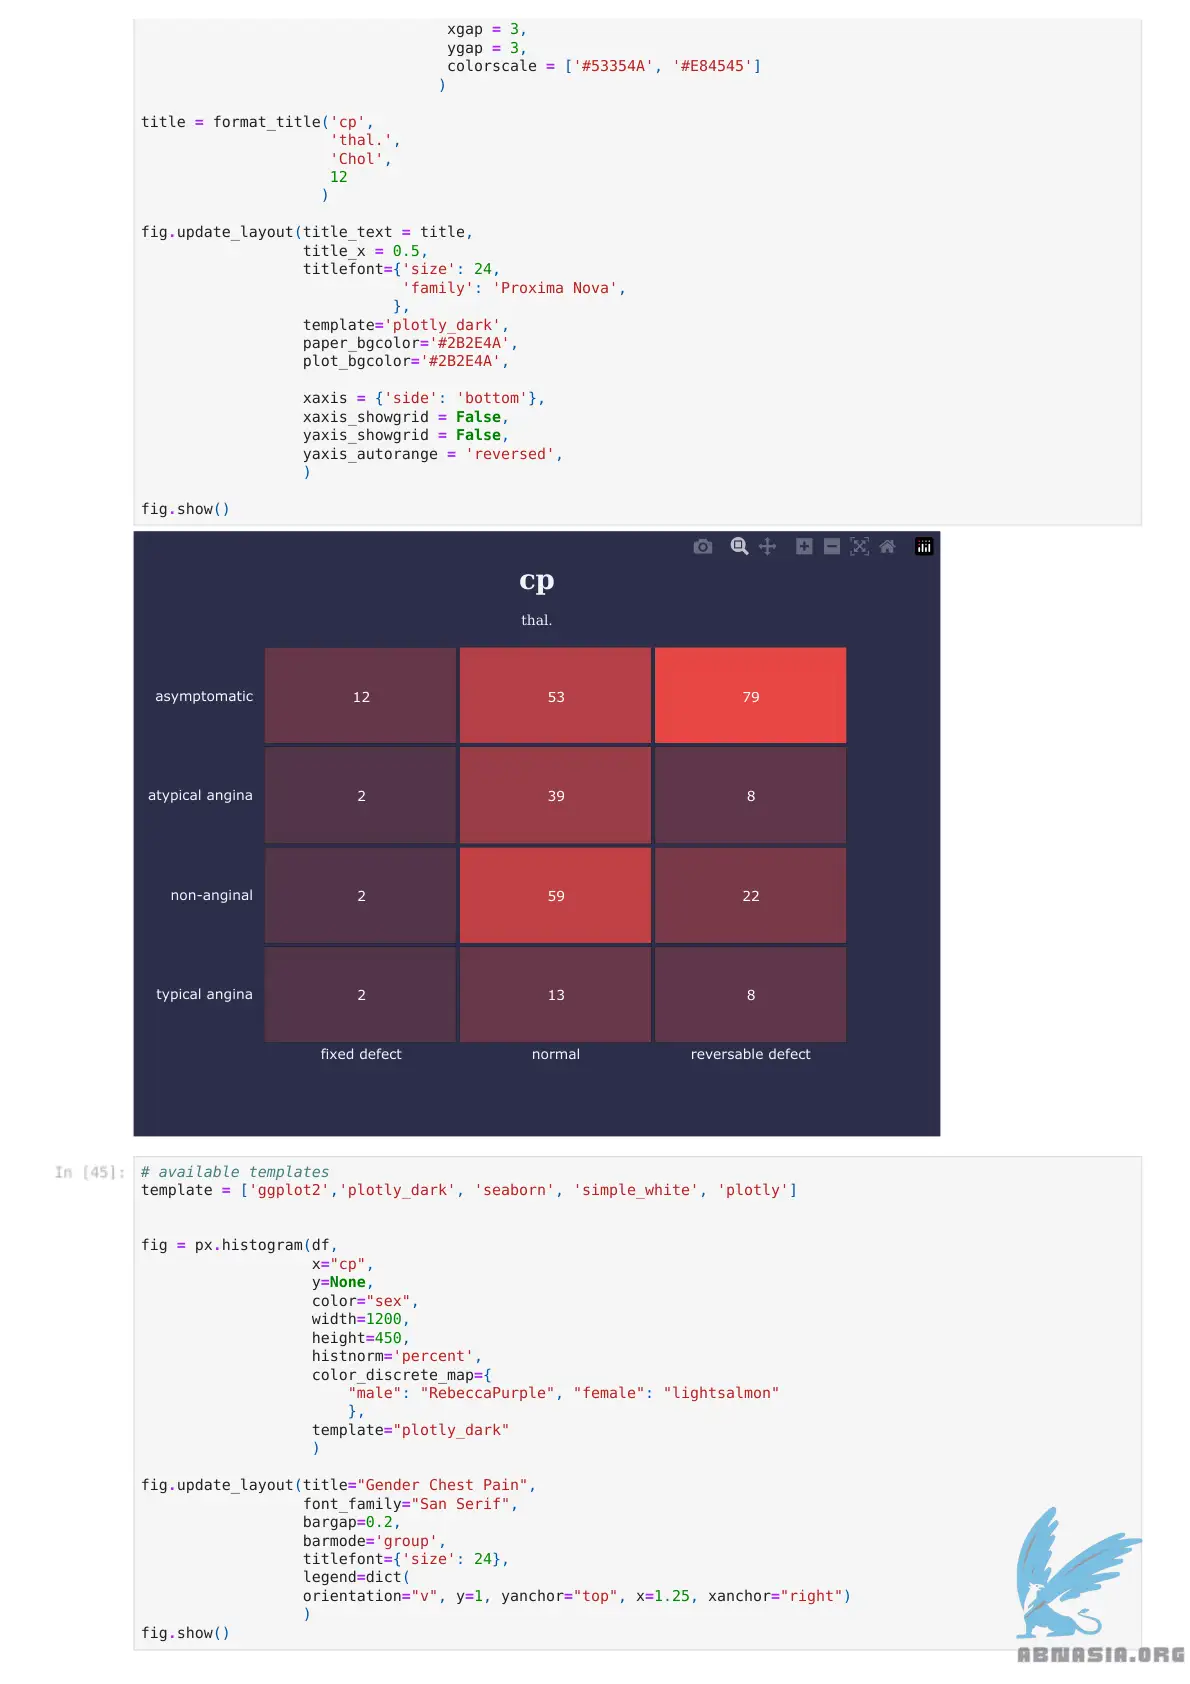 xgap = 3,
ygap = 3,
colorscale = ['#53354A', '#E84545']
)
title = format_title('cp',
'thal.',
'Chol',
12
)
fig.update_layout(title_text = title,
title_x = 0.5,
titlefont={'size': 24,
'family': 'Proxima Nova',
},
template='plotly_dark',
paper_bgcolor='#2B2E4A',
plot_bgcolor='#2B2E4A',
xaxis = {'side': 'bottom'},
xaxis_showgrid = False,
yaxis_showgrid = False,
yaxis_autorange = 'reversed',
)
fig.show()
cp
thal.
asymptomatic 12 53 79
atypical angina 2 39 8
non-anginal 2 59 22
typical angina 2 13 8
fixed defect normal reversable defect
In [45]:
# available templates
template = ['ggplot2','plotly_dark', 'seaborn', 'simple_white', 'plotly']
fig = px.histogram(df,
x="cp",
y=None,
color="sex",
width=1200,
height=450,
histnorm='percent',
color_discrete_map={
"male": "RebeccaPurple", "female": "lightsalmon"
},
template="plotly_dark"
)
fig.update_layout(title="Gender Chest Pain",
font_family="San Serif",
bargap=0.2,
barmode='group',
titlefont={'size': 24},
legend=dict(
orientation="v", y=1, yanchor="top", x=1.25, xanchor="right")
)
fig.show()
ABNASIA.ORG